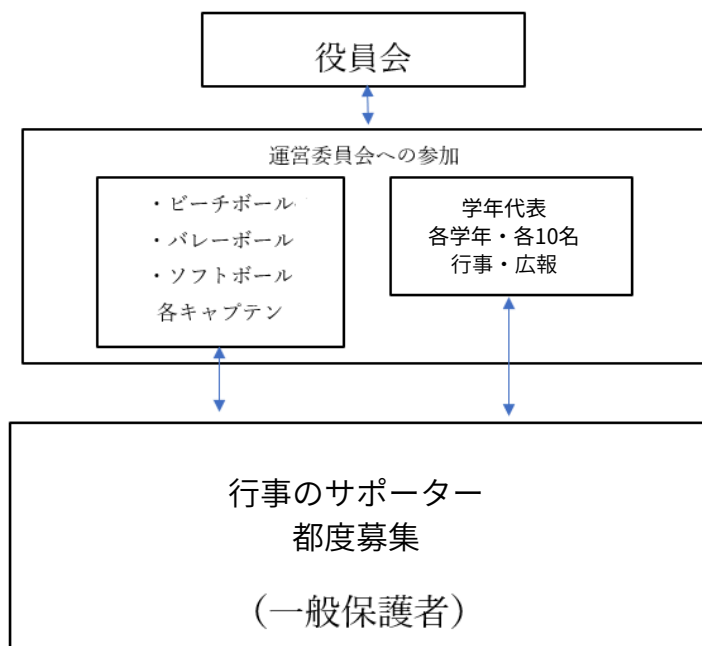 役員会
運営委員会への参加
・ビーチボール
・バレーボール
・ソフトボール
各キャプテン
学年代表
各学年・各10名
行事・広報
行事のサポーター
都度募集
（一般保護者）